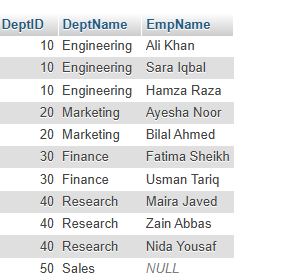 DeptID DeptName EmpName
10 Engineering Ali Khan
10 Engineering Sara Iqbal
10 Engineering Hamza Raza
20 Marketing Ayesha Noor
20 Marketing Bilal Ahmed
30 Finance Fatima Sheikh
30 Finance Usman Tariq
40 Research Maira Javed
40 Research Zain Abbas
40 Research Nida Yousaf
50 Sales NULL